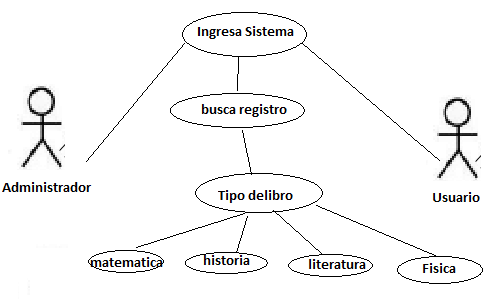 Ingresa Sistema
busca registro
Administrador
Usuario
Tipo delibro
matematica
historia
literatura
Fisica